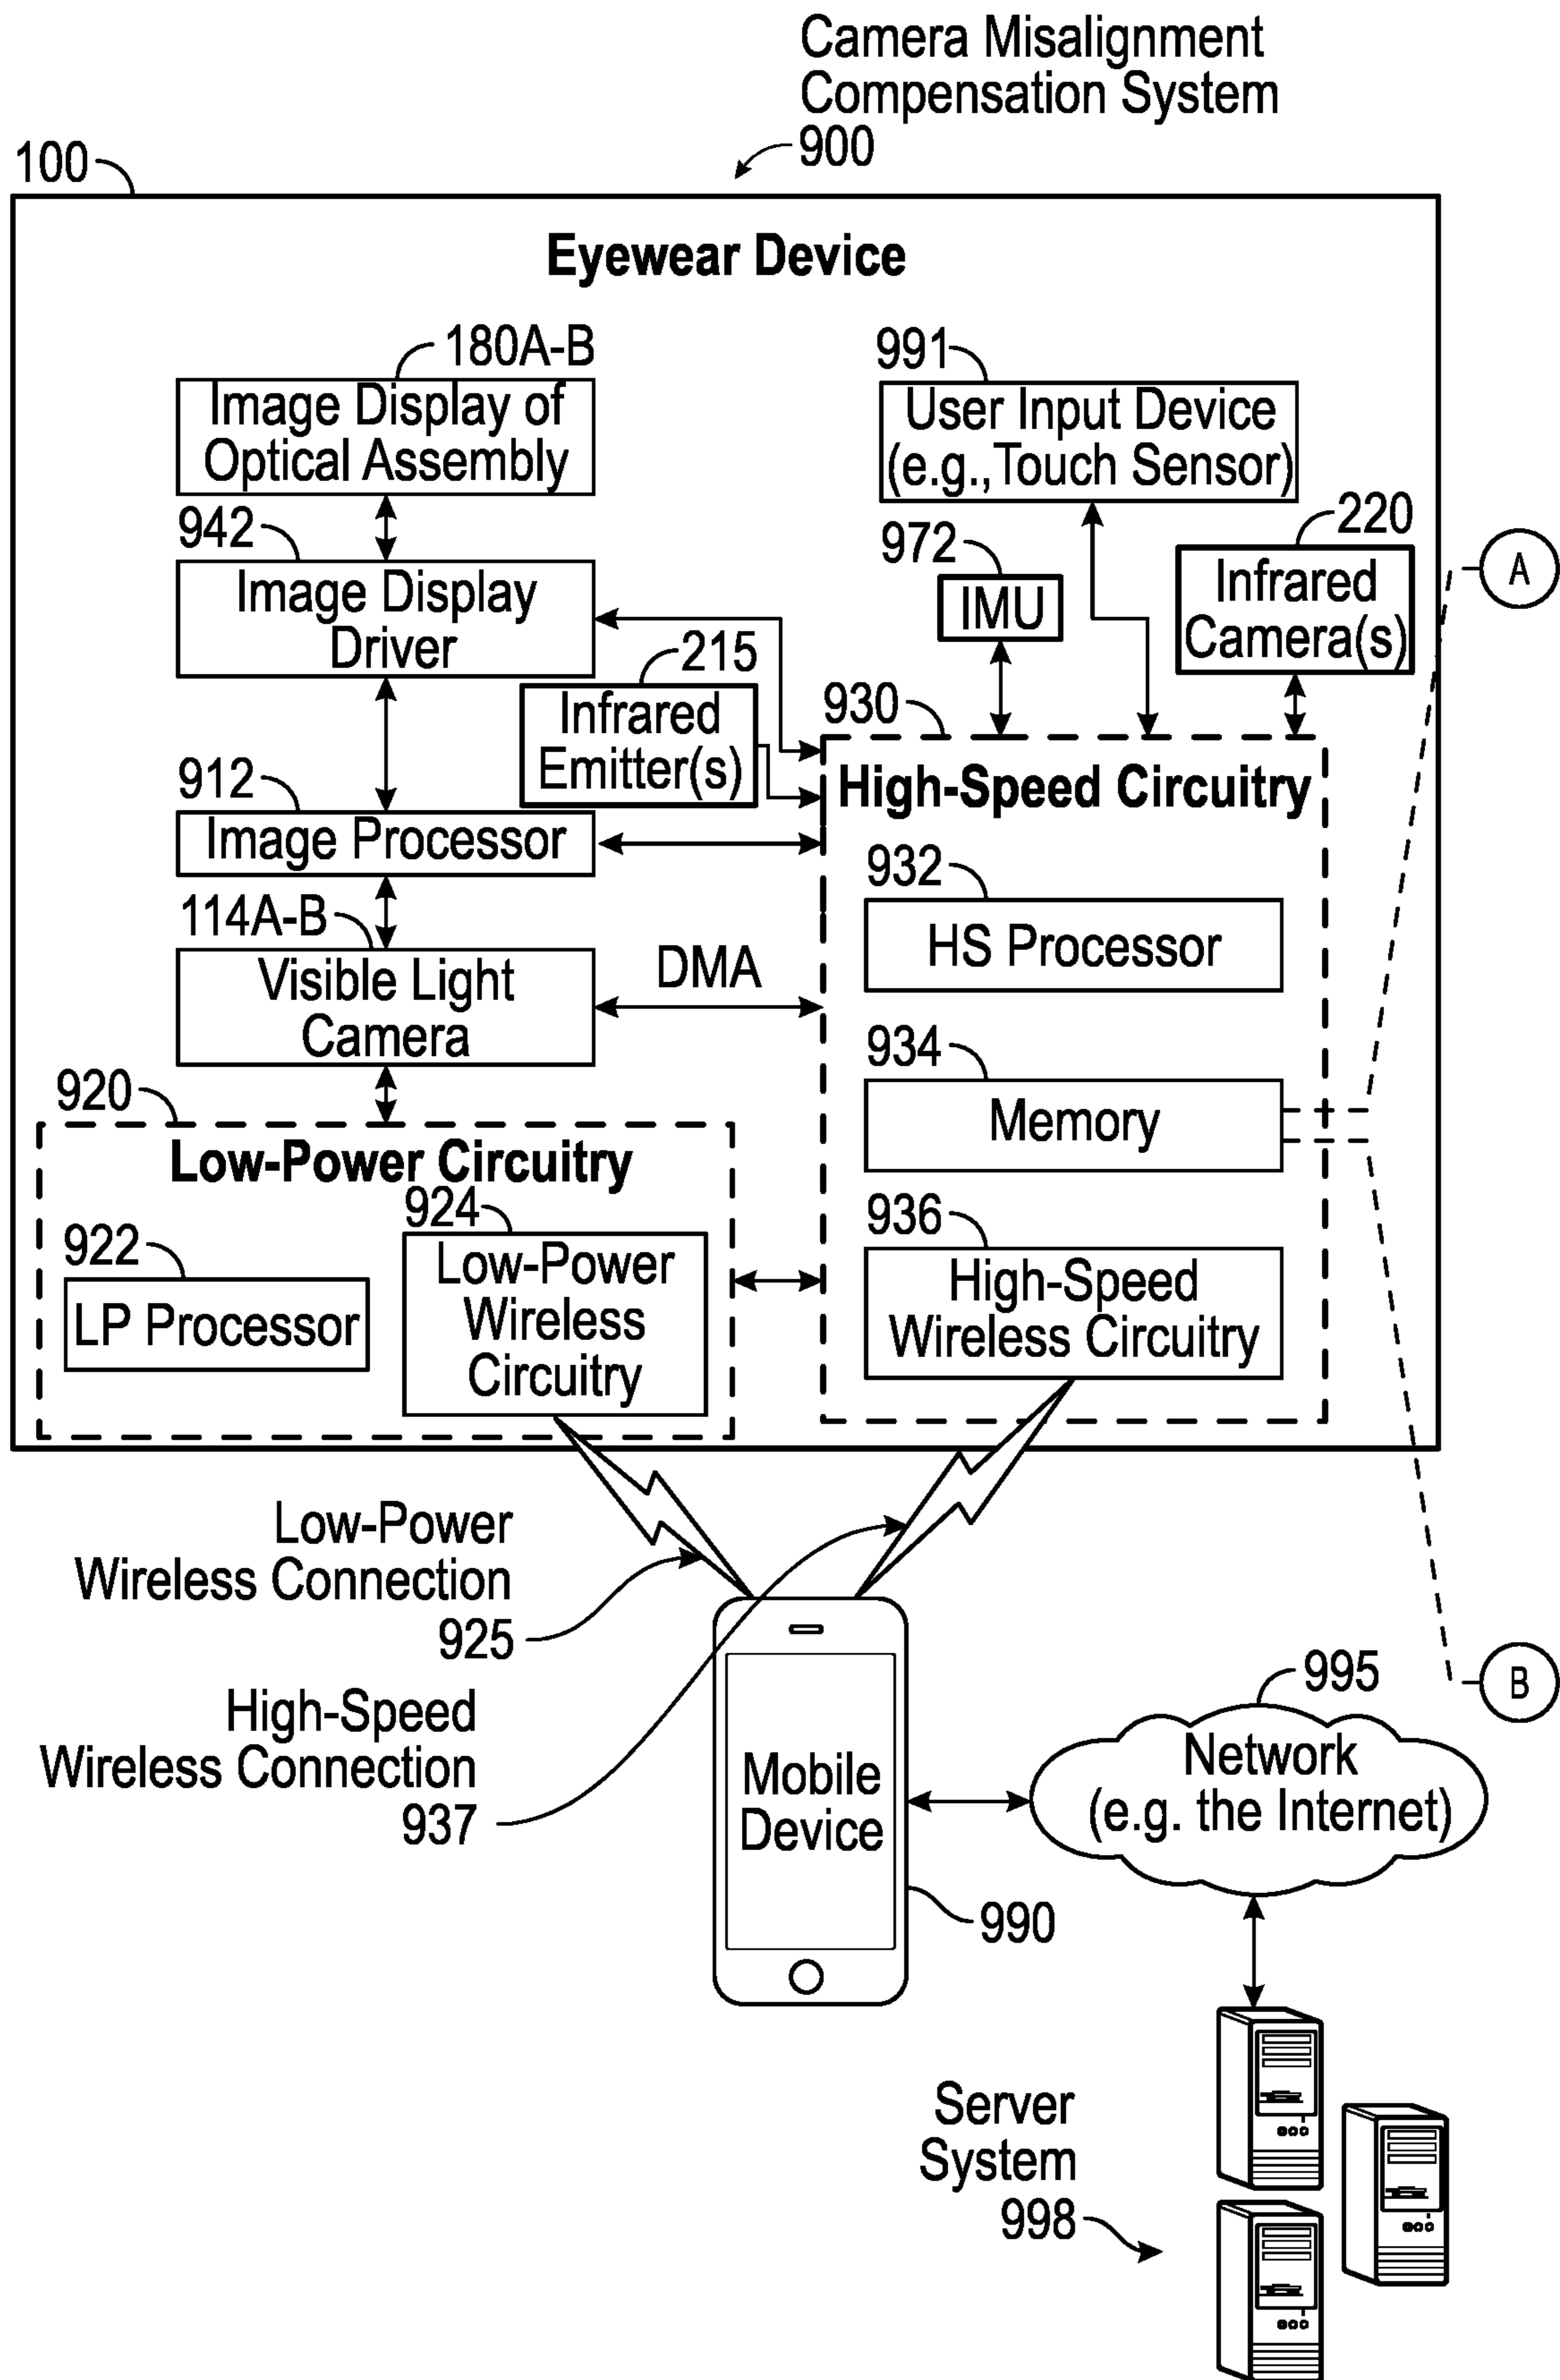 Camera Misalignment
Compensation System
900
100
Eyewear Device
180A-B
Image Display of
Optical Assembly
991
User Input Device
(e.g., Touch Sensor)
942
Image Display
Driver
972
IMU
220
Infrared
Camera(s)
A
215
Infrared
Emitter(s)
930
High-Speed Circuitry
912
Image Processor
932
HS Processor
114A-B
Visible Light
Camera
DMA
934
Memory
920
Low-Power Circuitry
922
LP Processor
924
Low-Power
Wireless
Circuitry
936
High-Speed
Wireless Circuitry
Low-Power
Wireless Connection
925
High-Speed
Wireless Connection
937
Mobile
Device
990
B
995
Network
(e.g. the Internet)
Server
System
998